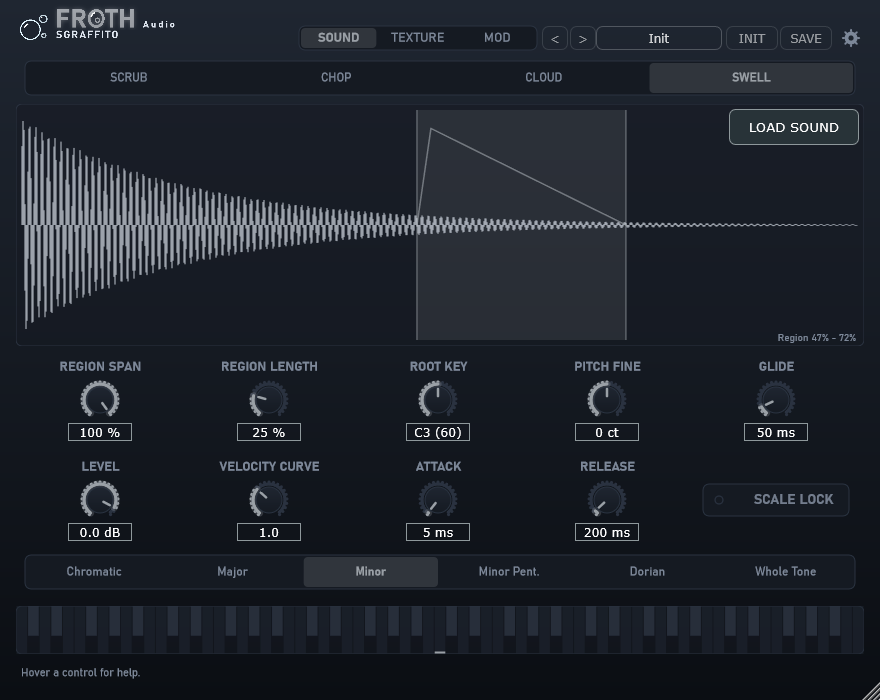 FROTH Audio
SGRAFFITO
SOUND TEXTURE MOD < > Init INIT SAVE
SCRUB CHOP CLOUD SWELL
LOAD SOUND
Region 47% - 72%
REGION SPAN REGION LENGTH ROOT KEY PITCH FINE GLIDE
100 % 25 % C3 (60) 0 ct 50 ms
LEVEL VELOCITY CURVE ATTACK RELEASE
SCALE LOCK
0.0 dB 1.0 5 ms 200 ms
Chromatic Major Minor Minor Pent. Dorian Whole Tone
Hover a control for help.